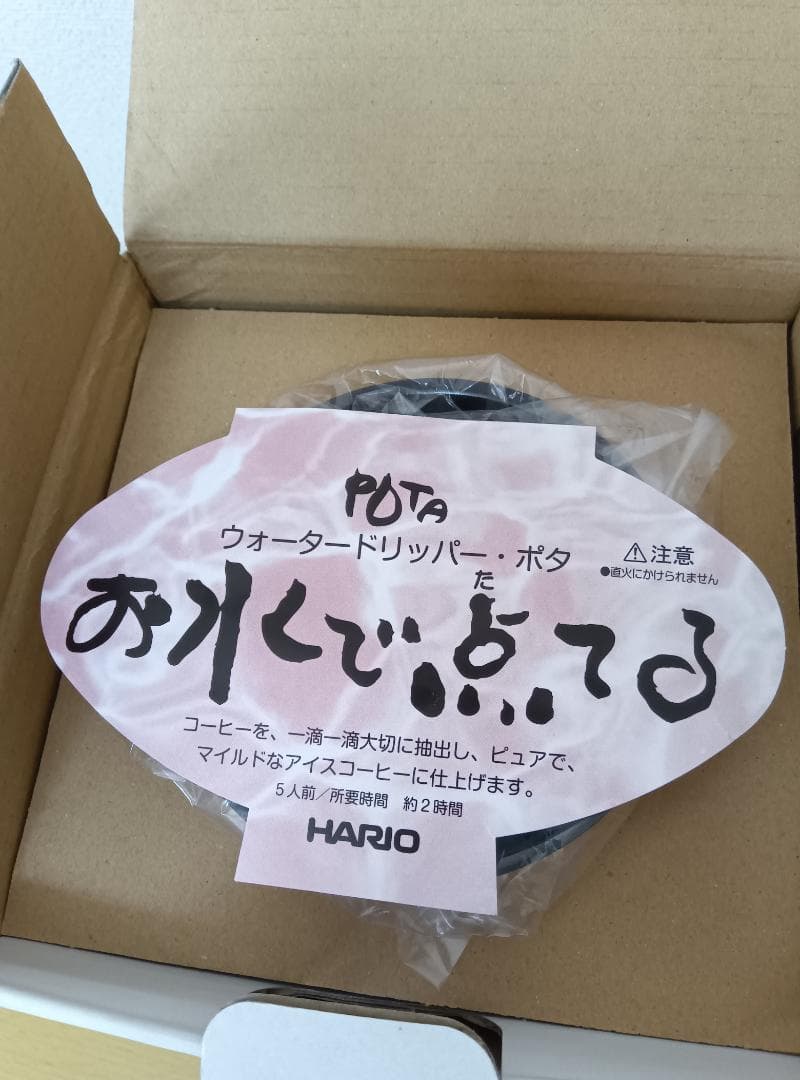 POTA
ウォータードリッパー・ポタ
⚠注意
●直火にかけられません
た
お水で点てる
コーヒーを、一滴一滴大切に抽出し、ピュアで、
マイルドなアイスコーヒーに仕上げます。
5人前／所要時間　約2時間
HARIO